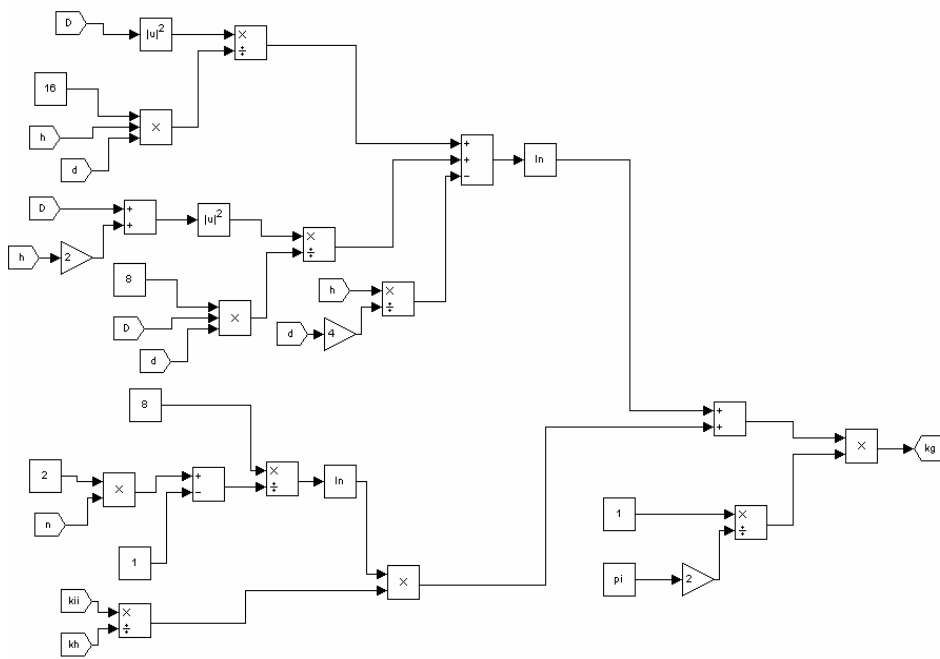 D
|u|2
×
÷
16
h
d
×
+
+
−
ln
D
+
+
|u|2
×
÷
h
2
8
D
d
×
h
×
÷
d
4
8
2
n
×
+
−
×
÷
ln
1
kii
kh
×
÷
×
+
+
×
kg
1
×
÷
pi
2